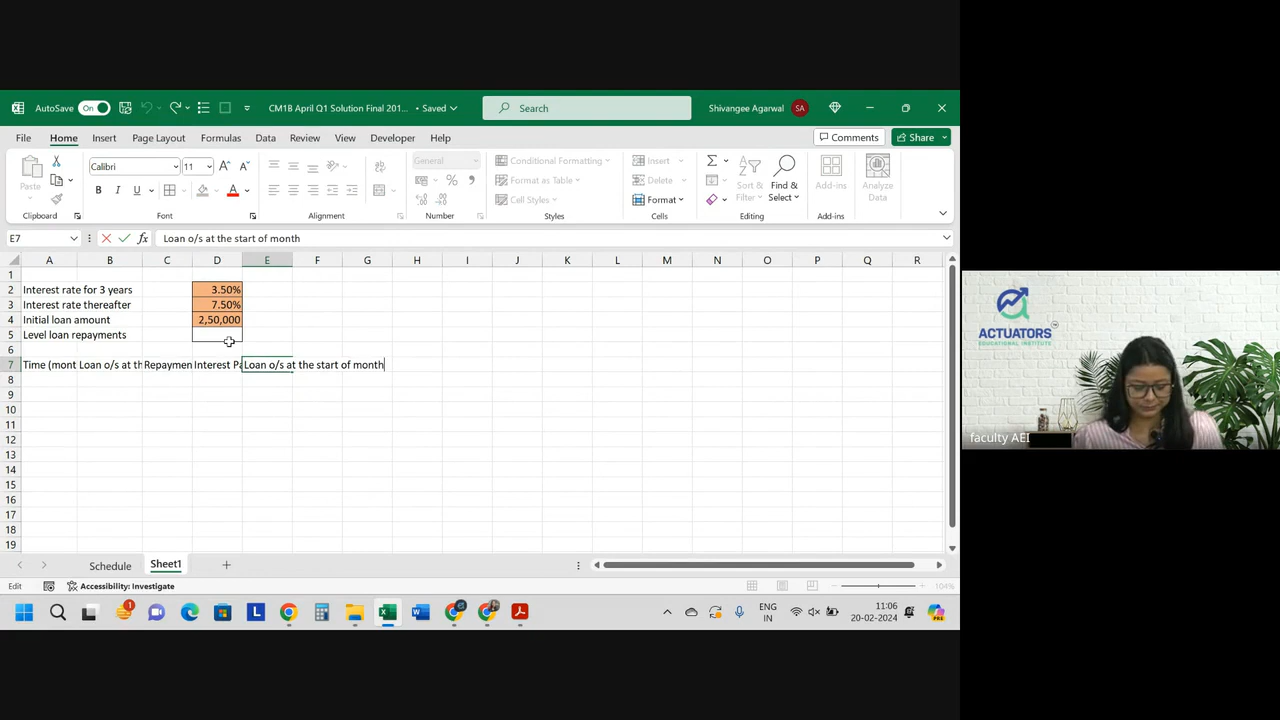 AutoSave On CM1B April Q1 Solution Final 201... • Saved Search Shivangee Agarwal SA
File Home Insert Page Layout Formulas Data Review View Developer Help Comments Share
Paste Calibri 11 A A General Conditional Formatting Insert Σ Sort & Filter Find & Select Add-ins Analyze Data
B I U A % Format as Table Delete
Cell Styles Format
Clipboard Font Alignment Number Styles Cells Editing Add-ins
E7 fx Loan o/s at the start of month
A B C D E F G H I J K L M N O P Q R
1
2 Interest rate for 3 years 3.50%
3 Interest rate thereafter 7.50%
4 Initial loan amount 2,50,000
5 Level loan repayments
6
7 Time (mont Loan o/s at th Repaymen Interest Pa Loan o/s at the start of month
8
9
10
11
12
13
14
15
16
17
18
19
Schedule Sheet1
Edit Accessibility: Investigate 104%
ENG IN 11:06 20-02-2024
ACTUATORS
EDUCATIONAL INSTITUTE
faculty AEI